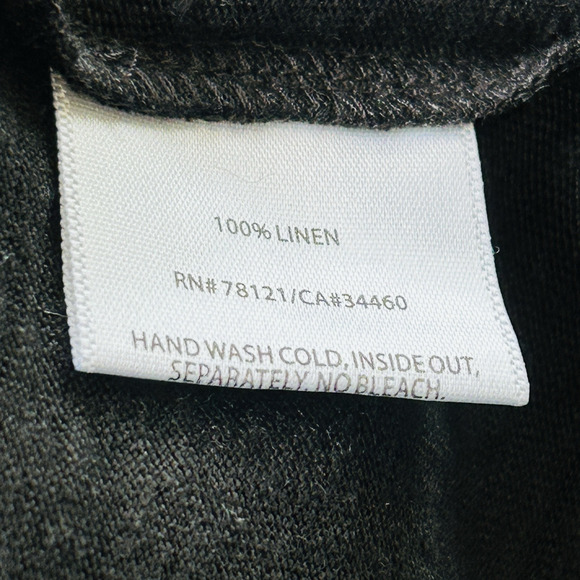 100% LINEN
RN# 78121/CA#34460
HAND WASH COLD, INSIDE OUT,
SEPARATELY. NO BLEACH.